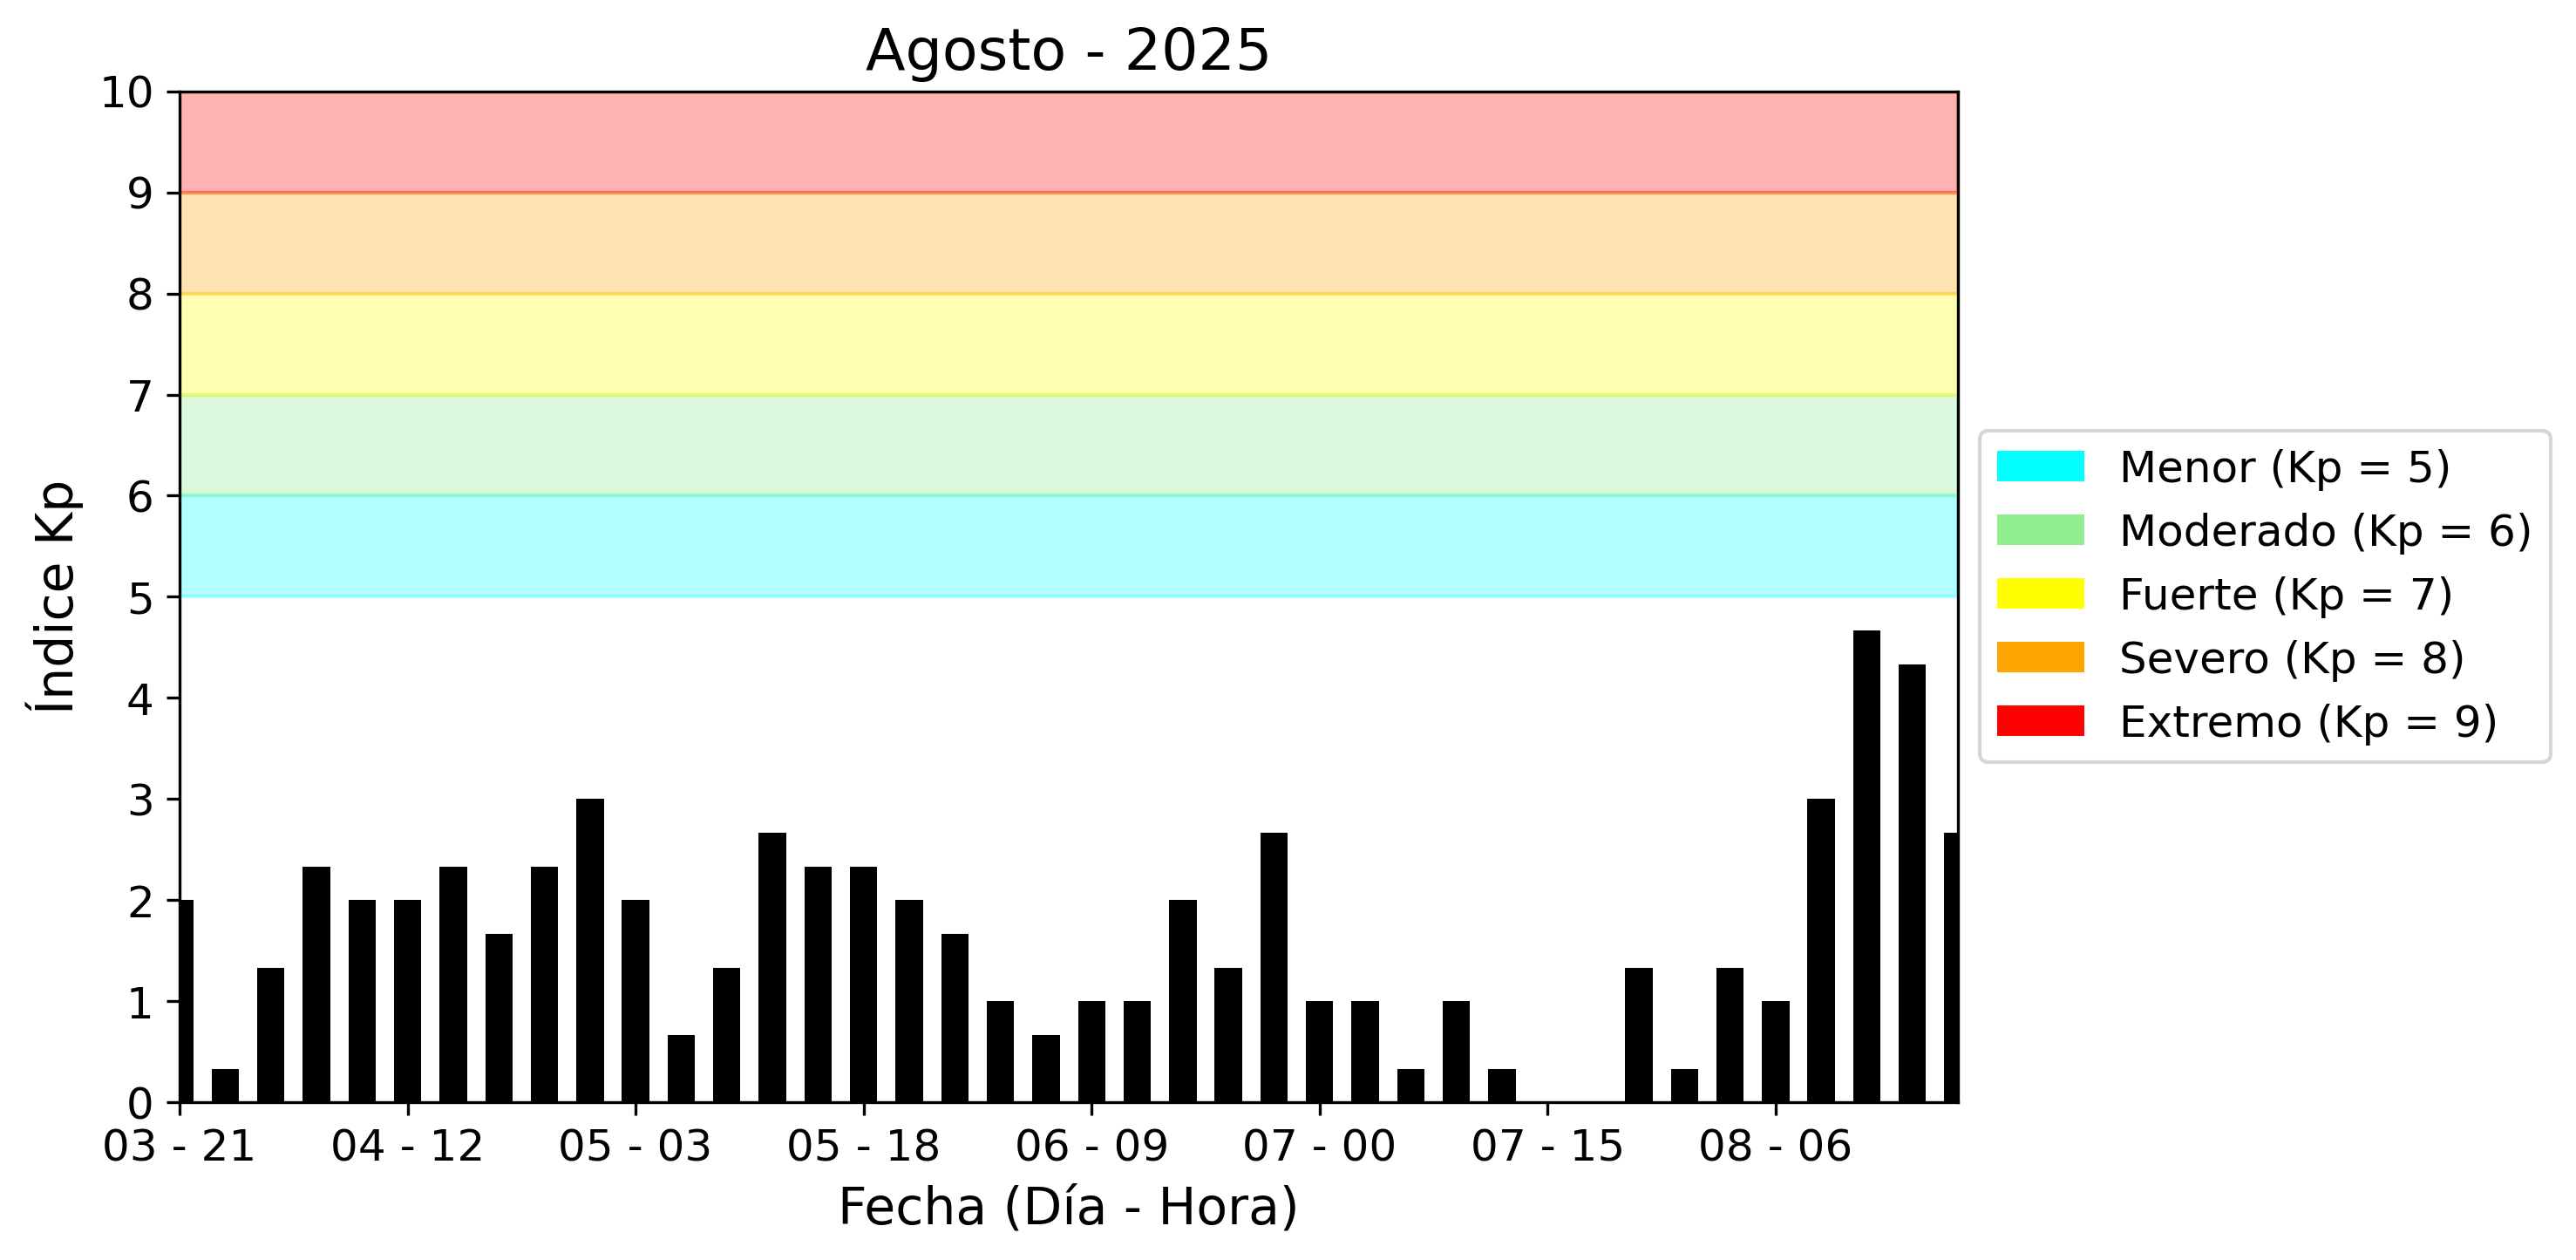 Agosto - 2025
10
9
8
7
6
5
4
3
2
1
0
Índice Kp
03 - 21
04 - 12
05 - 03
05 - 18
06 - 09
07 - 00
07 - 15
08 - 06
Fecha (Día - Hora)
Menor (Kp = 5)
Moderado (Kp = 6)
Fuerte (Kp = 7)
Severo (Kp = 8)
Extremo (Kp = 9)